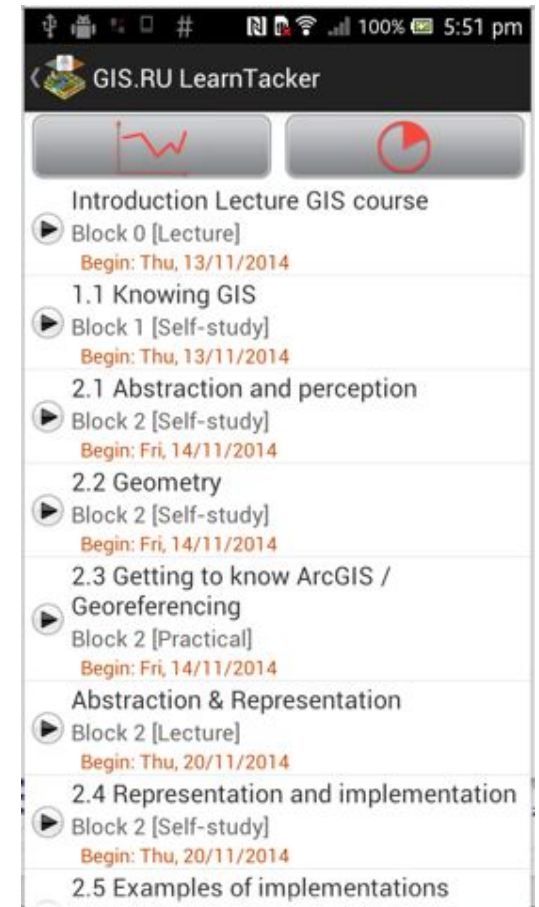 # 100% 5:51 pm
GIS.RU LearnTacker
Introduction Lecture GIS course
Block 0 [Lecture]
Begin: Thu, 13/11/2014
1.1 Knowing GIS
Block 1 [Self-study]
Begin: Thu, 13/11/2014
2.1 Abstraction and perception
Block 2 [Self-study]
Begin: Fri, 14/11/2014
2.2 Geometry
Block 2 [Self-study]
Begin: Fri, 14/11/2014
2.3 Getting to know ArcGIS /
Georeferencing
Block 2 [Practical]
Begin: Fri, 14/11/2014
Abstraction & Representation
Block 2 [Lecture]
Begin: Thu, 20/11/2014
2.4 Representation and implementation
Block 2 [Self-study]
Begin: Thu, 20/11/2014
2.5 Examples of implementations